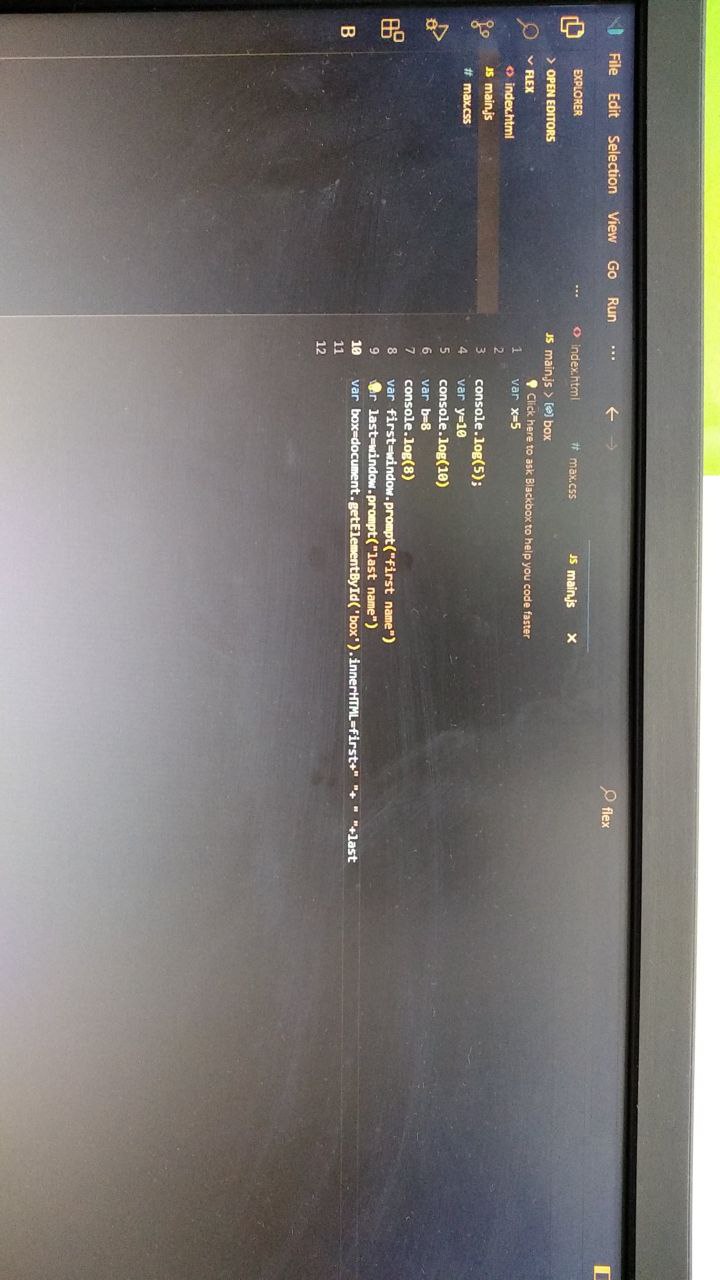 File Edit Selection View Go Run ...
flex
EXPLORER ...
OPEN EDITORS
FLEX
index.html
JS main.js
# max.css
B
index.html # max.css JS main.js
JS main.js > box
Click here to ask Blackbox to help you code faster
1 var x=5
2
3 console.log(5);
4 var y=10
5 console.log(10)
6 var b=8
7 console.log(8)
8 var first=window.prompt("first name")
9 var last=window.prompt("last name")
10 var box=document.getElementById('box').innerHTML=first+" "+ " "+last
11
12